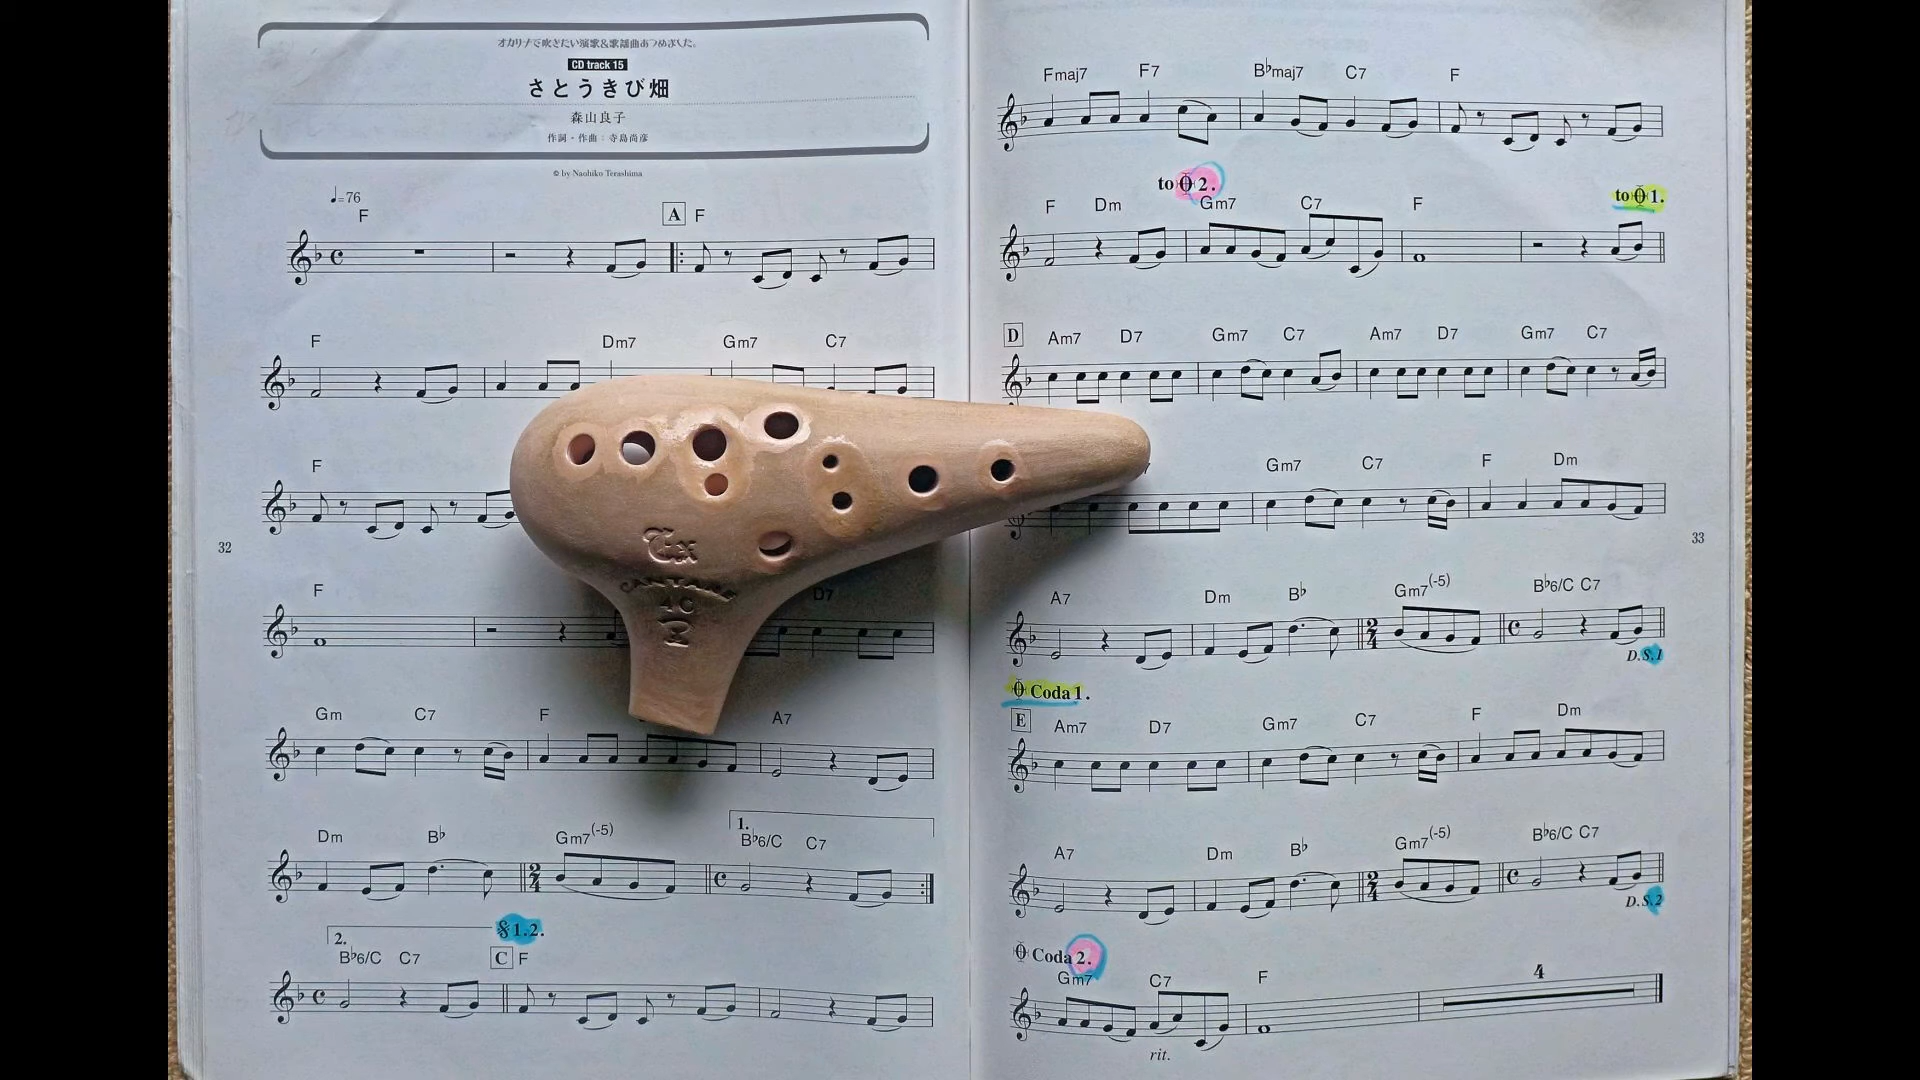 オカリナで吹きたい演歌&歌謡曲あつめました。
CD track 15
さとうきび畑
森山良子
作詞・作曲：寺島尚彦
© by Naohiko Terashima
♩=76
F A F
F Dm7 Gm7 C7
F
F D7
Gm C7 F A7
Dm B♭ Gm7(-5) 1. B♭6/C C7
2. B♭6/C C7 𝄋1.2. C F
32
Fmaj7 F7 B♭maj7 C7 F
to 𝄌 2. to 𝄌 1.
F Dm Gm7 C7 F
D Am7 D7 Gm7 C7 Am7 D7 Gm7 C7
Gm7 C7 F Dm
A7 Dm B♭ Gm7(-5) B♭6/C C7
D.S.1
𝄌 Coda 1.
E Am7 D7 Gm7 C7 F Dm
A7 Dm B♭ Gm7(-5) B♭6/C C7
D.S.2
𝄌 Coda 2.
Gm7 C7 F 4
rit.
33
CANTARE
4C